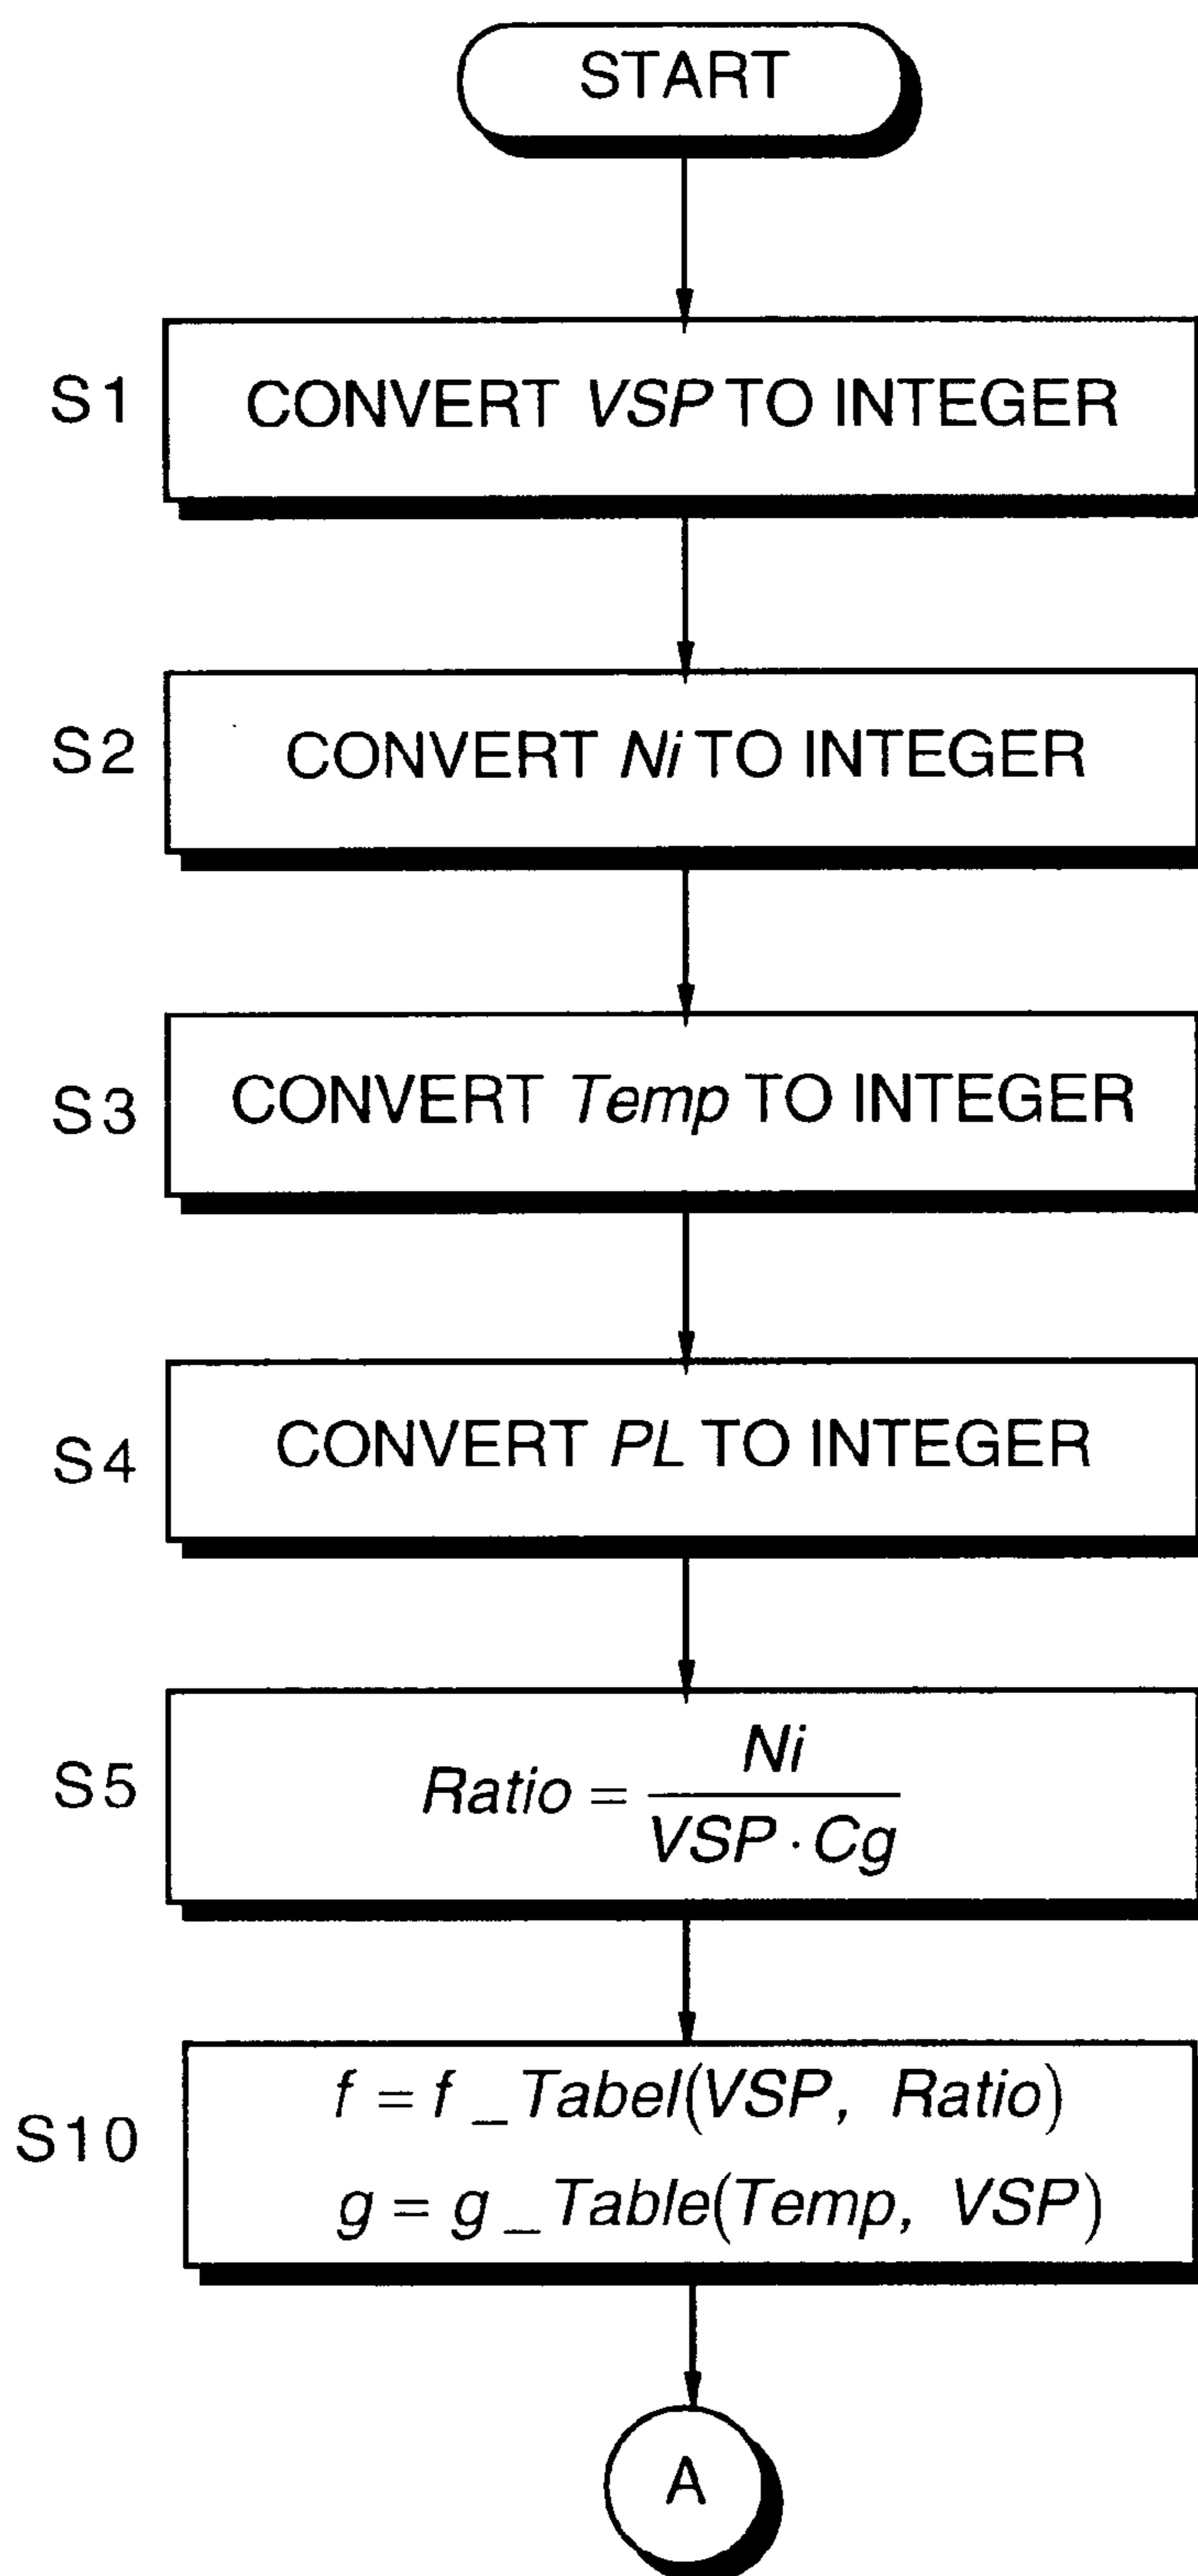 START
S1 CONVERT VSP TO INTEGER
S2 CONVERT Ni TO INTEGER
S3 CONVERT Temp TO INTEGER
S4 CONVERT PL TO INTEGER
S5 Ratio = Ni / VSP · Cg
S10 f = f _Tabel(VSP, Ratio)
g = g _Table(Temp, VSP)
A